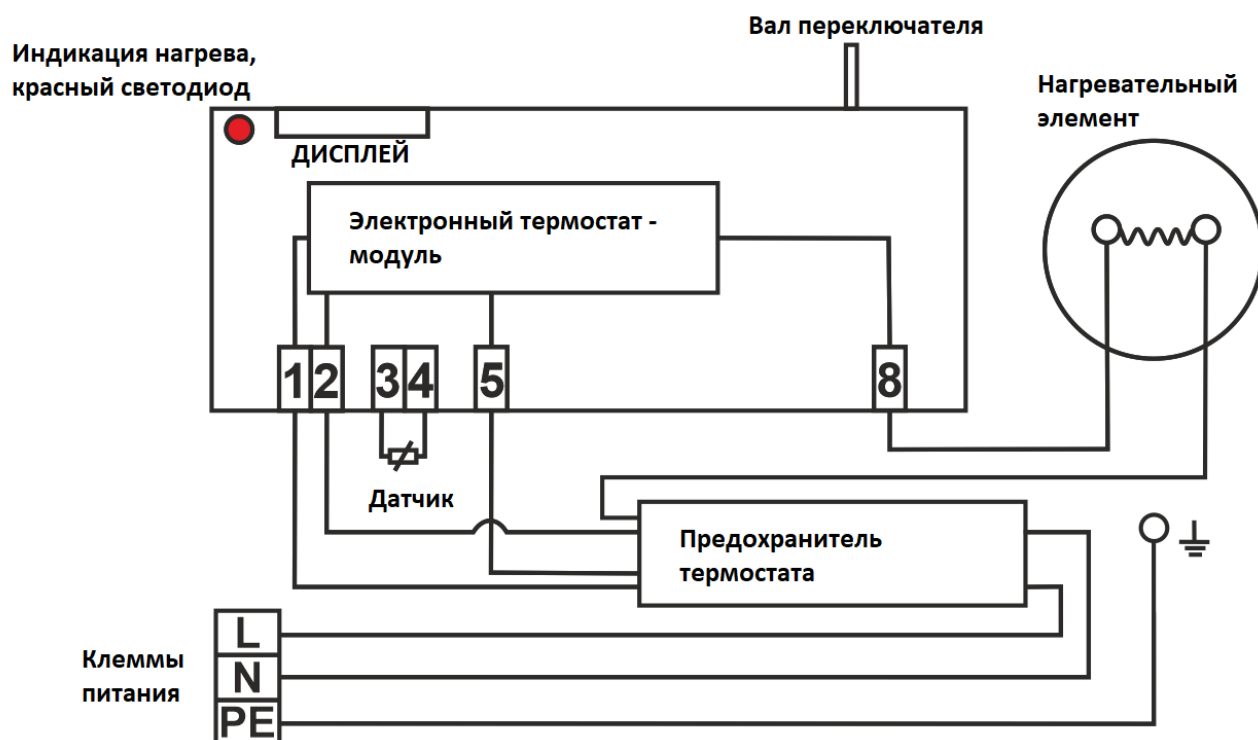 Вал переключателя
Индикация нагрева,
красный светодиод
Нагревательный
элемент
ДИСПЛЕЙ
Электронный термостат -
модуль
1 2 3 4 5 8
Датчик
Предохранитель
термостата
Клеммы
питания
L
N
PE